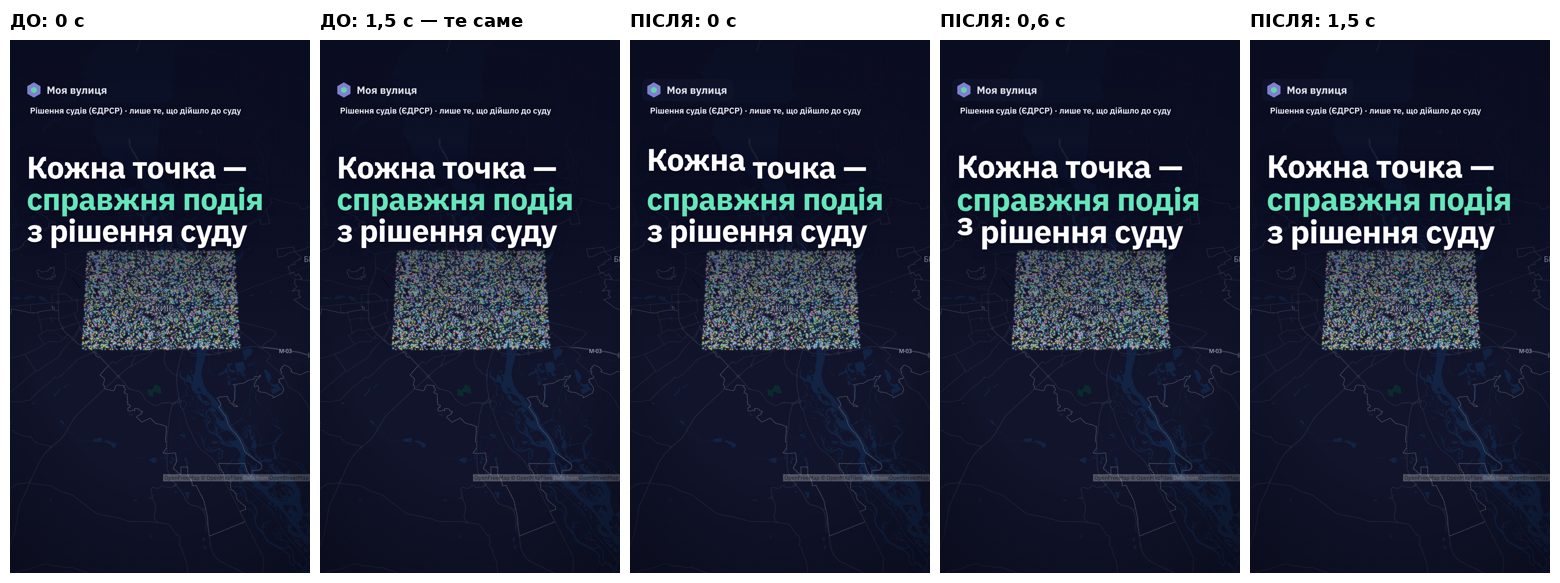 ДО: 0 с
Моя вулиця
Рішення судів (ЄДРСР) · лише те, що дійшло до суду
Кожна точка —
справжня подія
з рішення суду
М-03
ДО: 1,5 с — те саме
Моя вулиця
Рішення судів (ЄДРСР) · лише те, що дійшло до суду
Кожна точка —
справжня подія
з рішення суду
М-03
ПІСЛЯ: 0 с
Моя вулиця
Рішення судів (ЄДРСР) · лише те, що дійшло до суду
Кожна точка —
справжня подія
з рішення суду
М-03
ПІСЛЯ: 0,6 с
Моя вулиця
Рішення судів (ЄДРСР) · лише те, що дійшло до суду
Кожна точка —
справжня подія
з рішення суду
М-03
ПІСЛЯ: 1,5 с
Моя вулиця
Рішення судів (ЄДРСР) · лише те, що дійшло до суду
Кожна точка —
справжня подія
з рішення суду
М-03